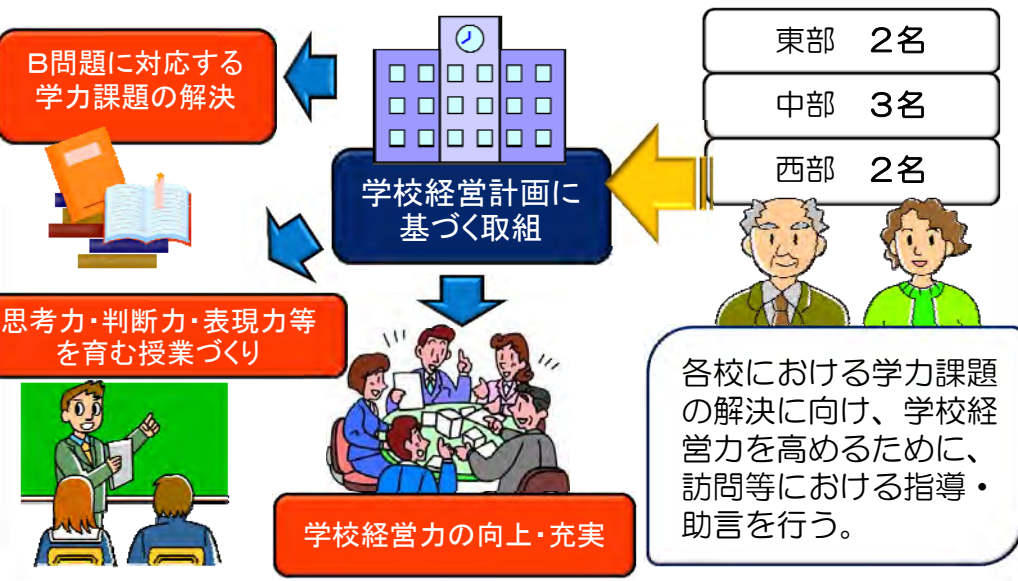 B問題に対応する
学力課題の解決
学校経営計画に
基づく取組
東部 2名
中部 3名
西部 2名
思考力・判断力・表現力等
を育む授業づくり
学校経営力の向上・充実
各校における学力課題
の解決に向け、学校経
営力を高めるために、
訪問等における指導・
助言を行う。